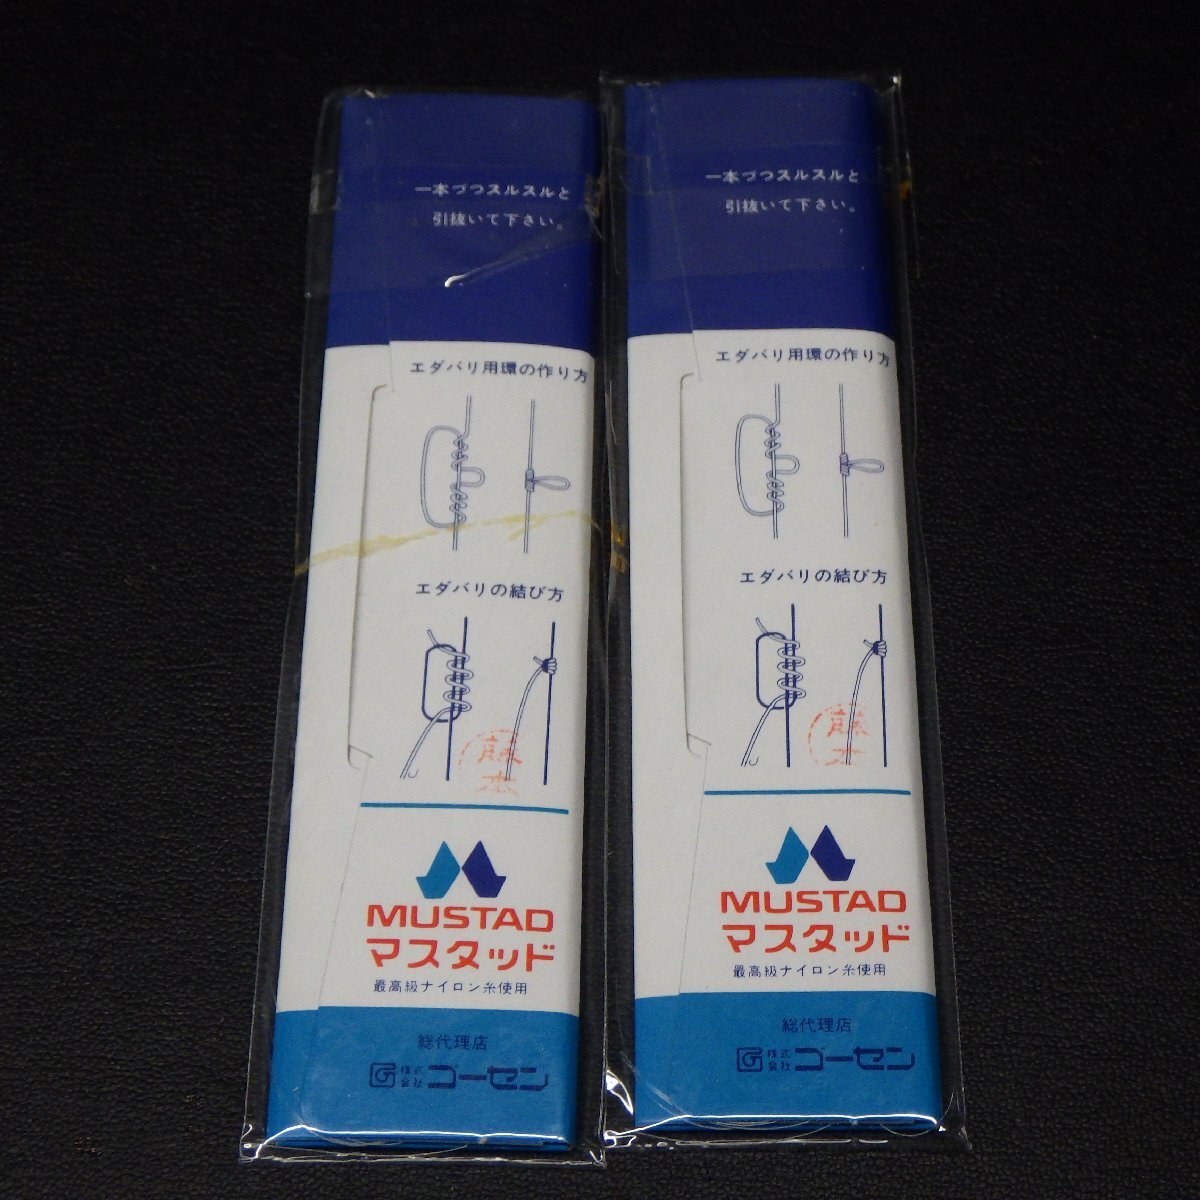 一本づつスルスルと
引抜いて下さい。
エダバリ用環の作り方
エダバリの結び方
藤本
MUSTAD
マスタッド
最高級ナイロン糸使用
総代理店
株式会社ゴーセン
一本づつスルスルと
引抜いて下さい。
エダバリ用環の作り方
エダバリの結び方
藤
MUSTAD
マスタッド
最高級ナイロン糸使用
総代理店
株式会社ゴーセン